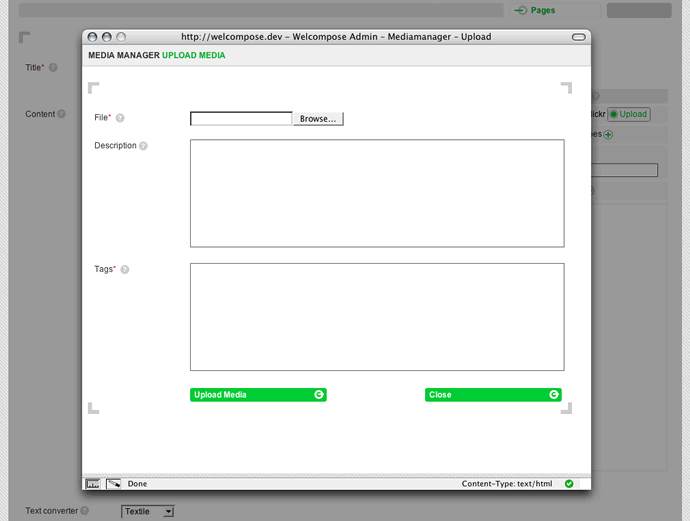 Pages
http://welcompose.dev – Welcompose Admin – Mediamanager – Upload
MEDIA MANAGER UPLOAD MEDIA
Title* ?
File* ? Browse...
Content ? lickr Upload
Description ?
ees
Tags* ?
Upload Media Close
Done Content-Type: text/html
Text converter ? Textile